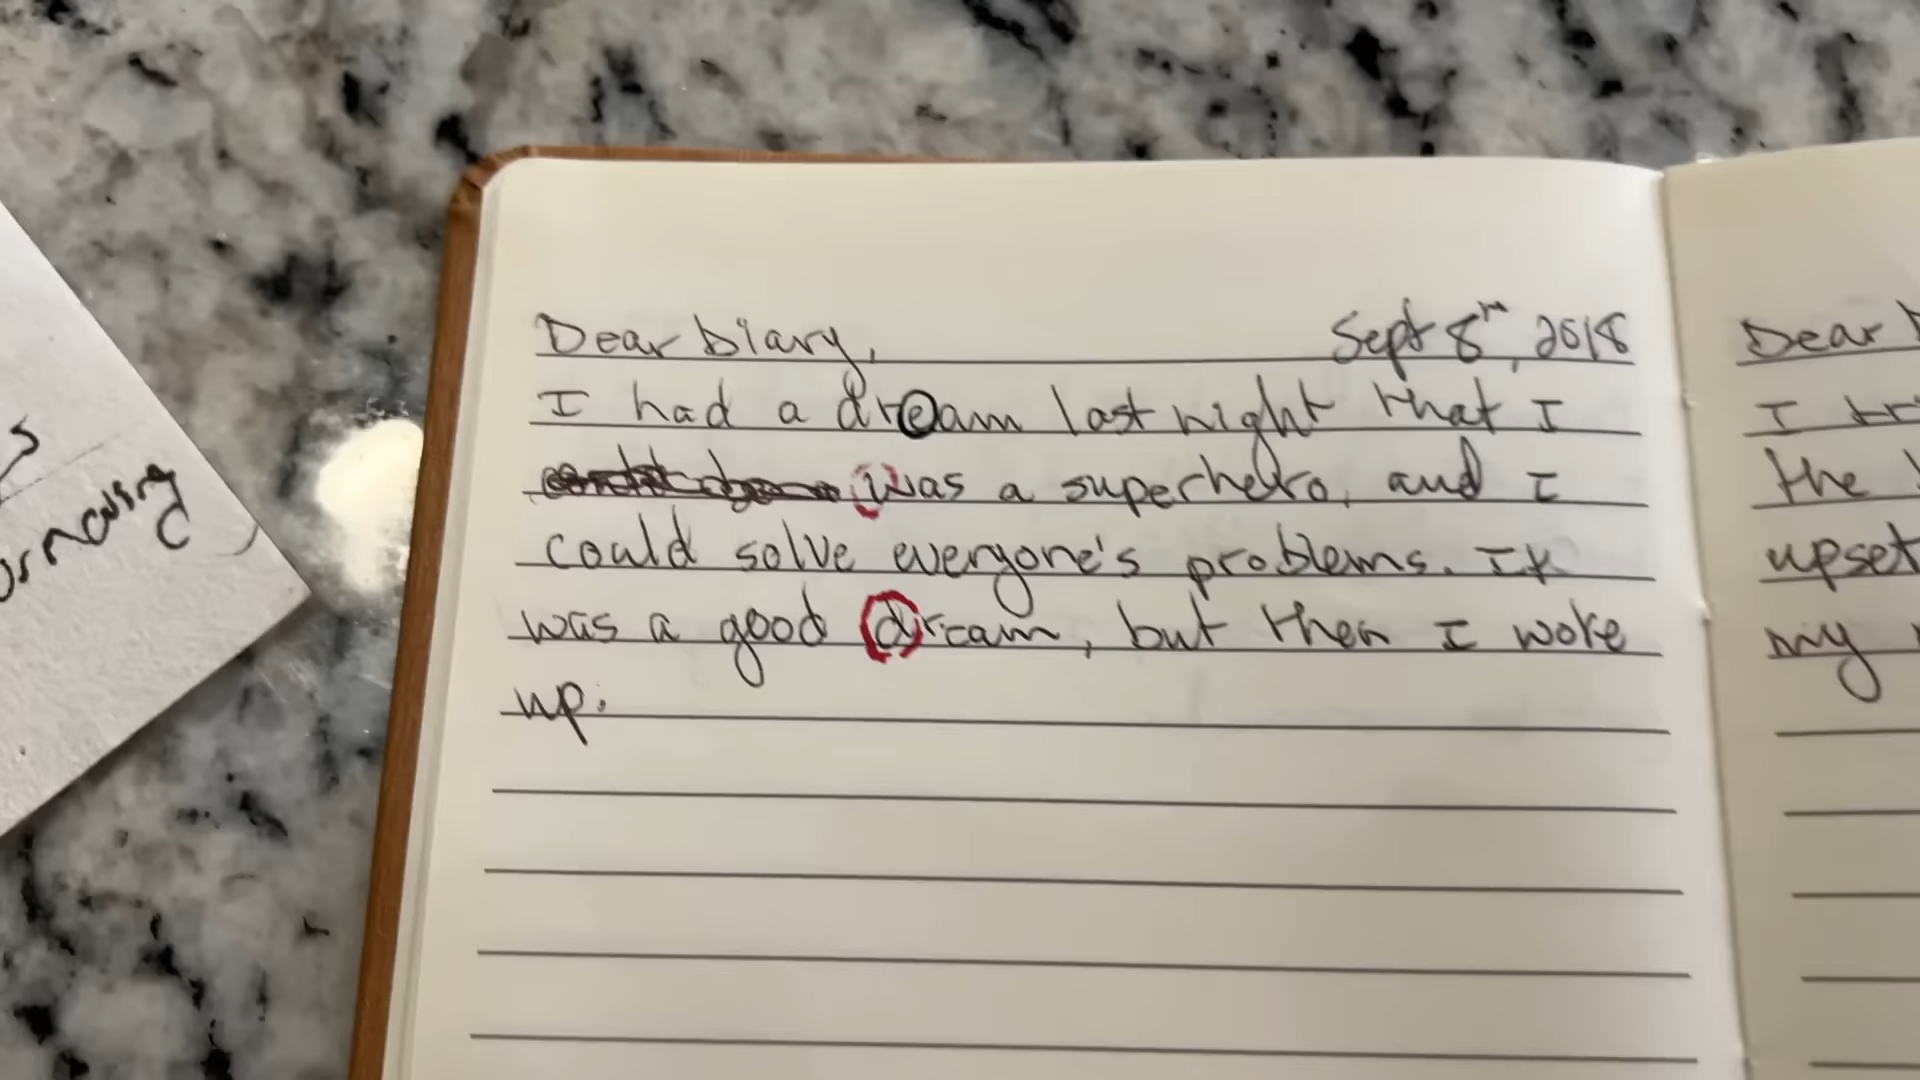 Dear Diary,
Sept 8th, 2018
I had a dream last night that I
was a superhero, and I
could solve everyone's problems. It
was a good dream, but then I woke
up.
Dear
I
the
upset
my